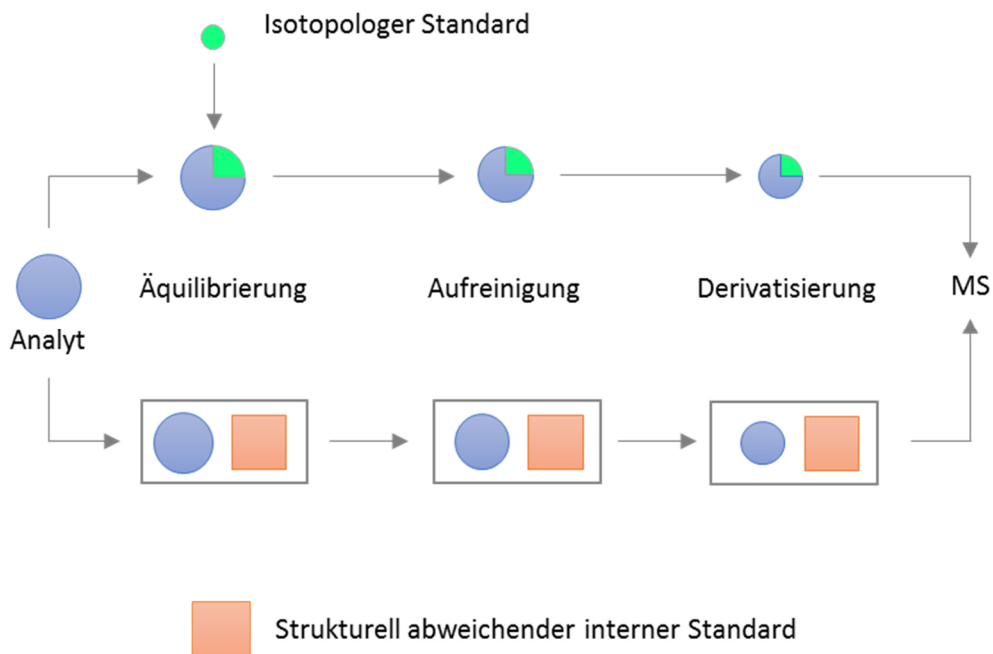 Isotopologer Standard
Äquilibrierung
Aufreinigung
Derivatisierung
MS
Analyt
Strukturell abweichender interner Standard